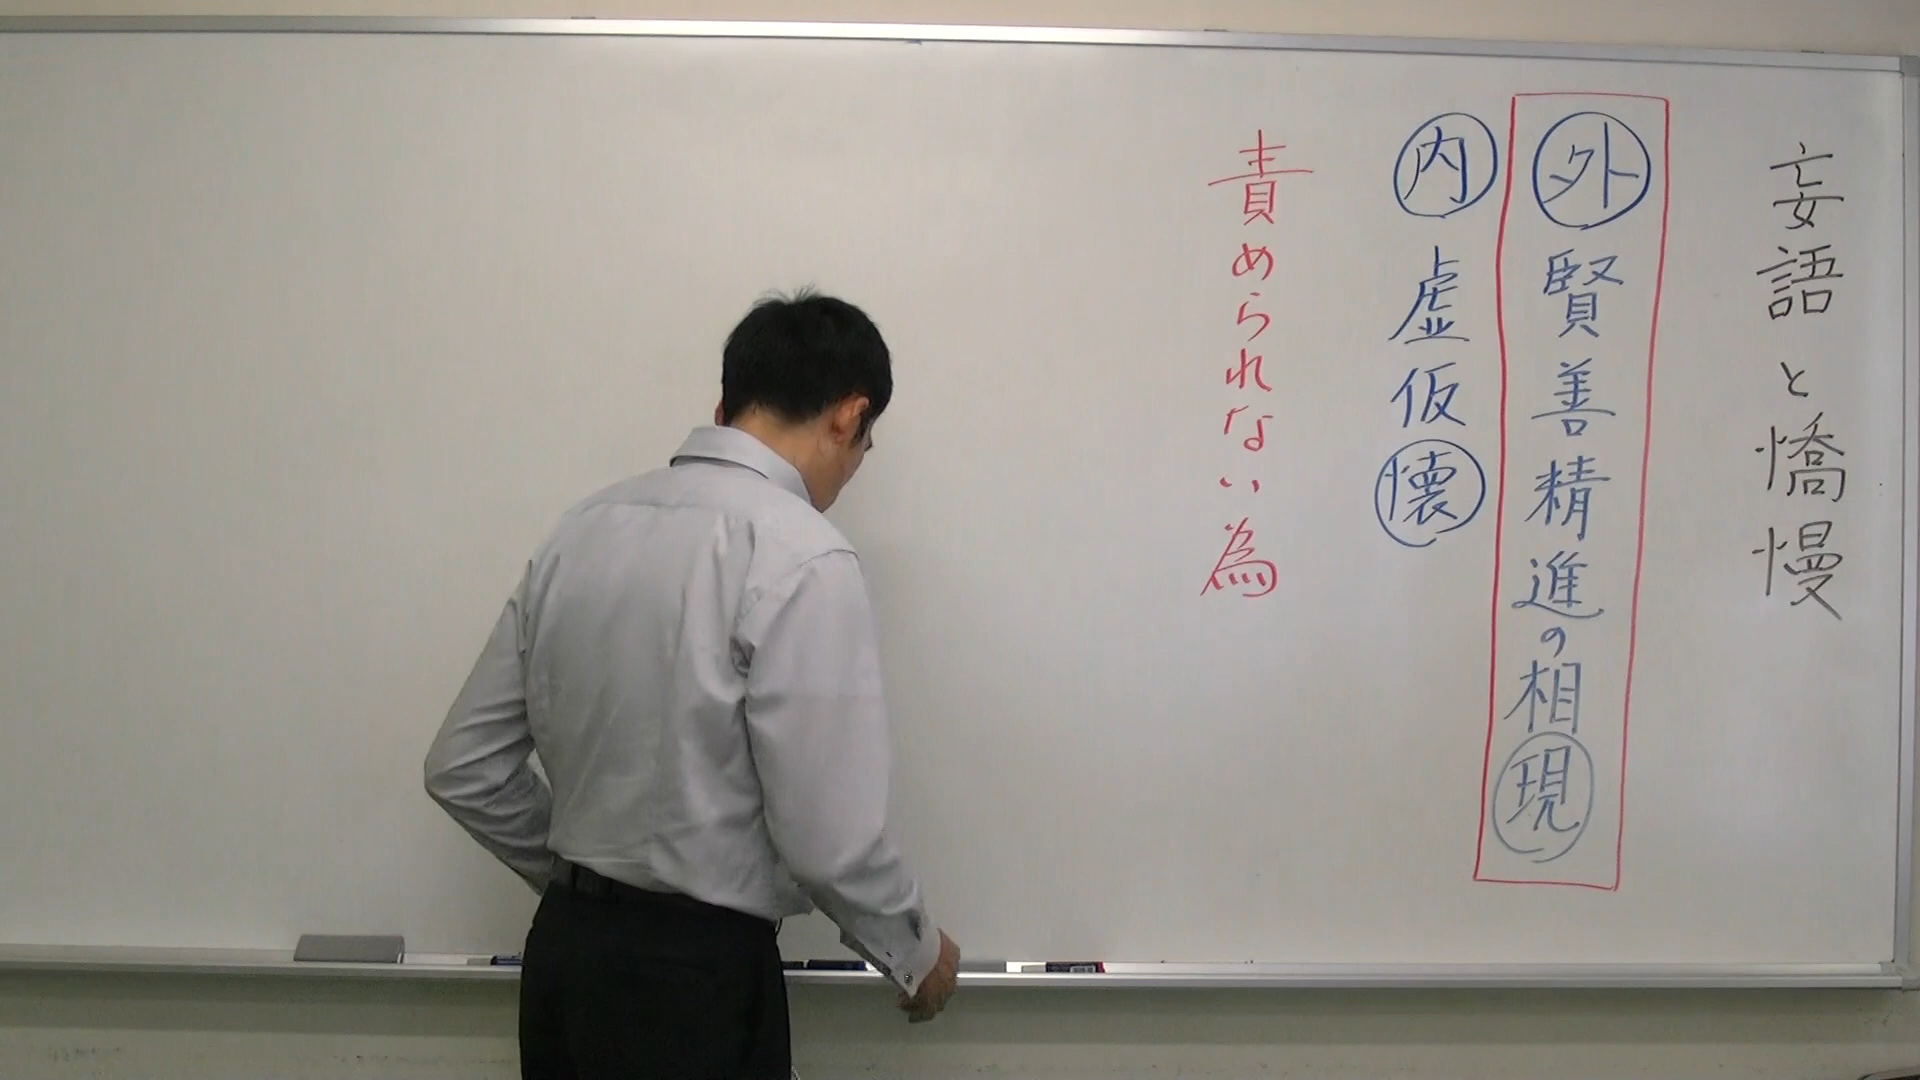 妄語と憍慢
外賢善精進の相現
内虚仮懐
責められない為